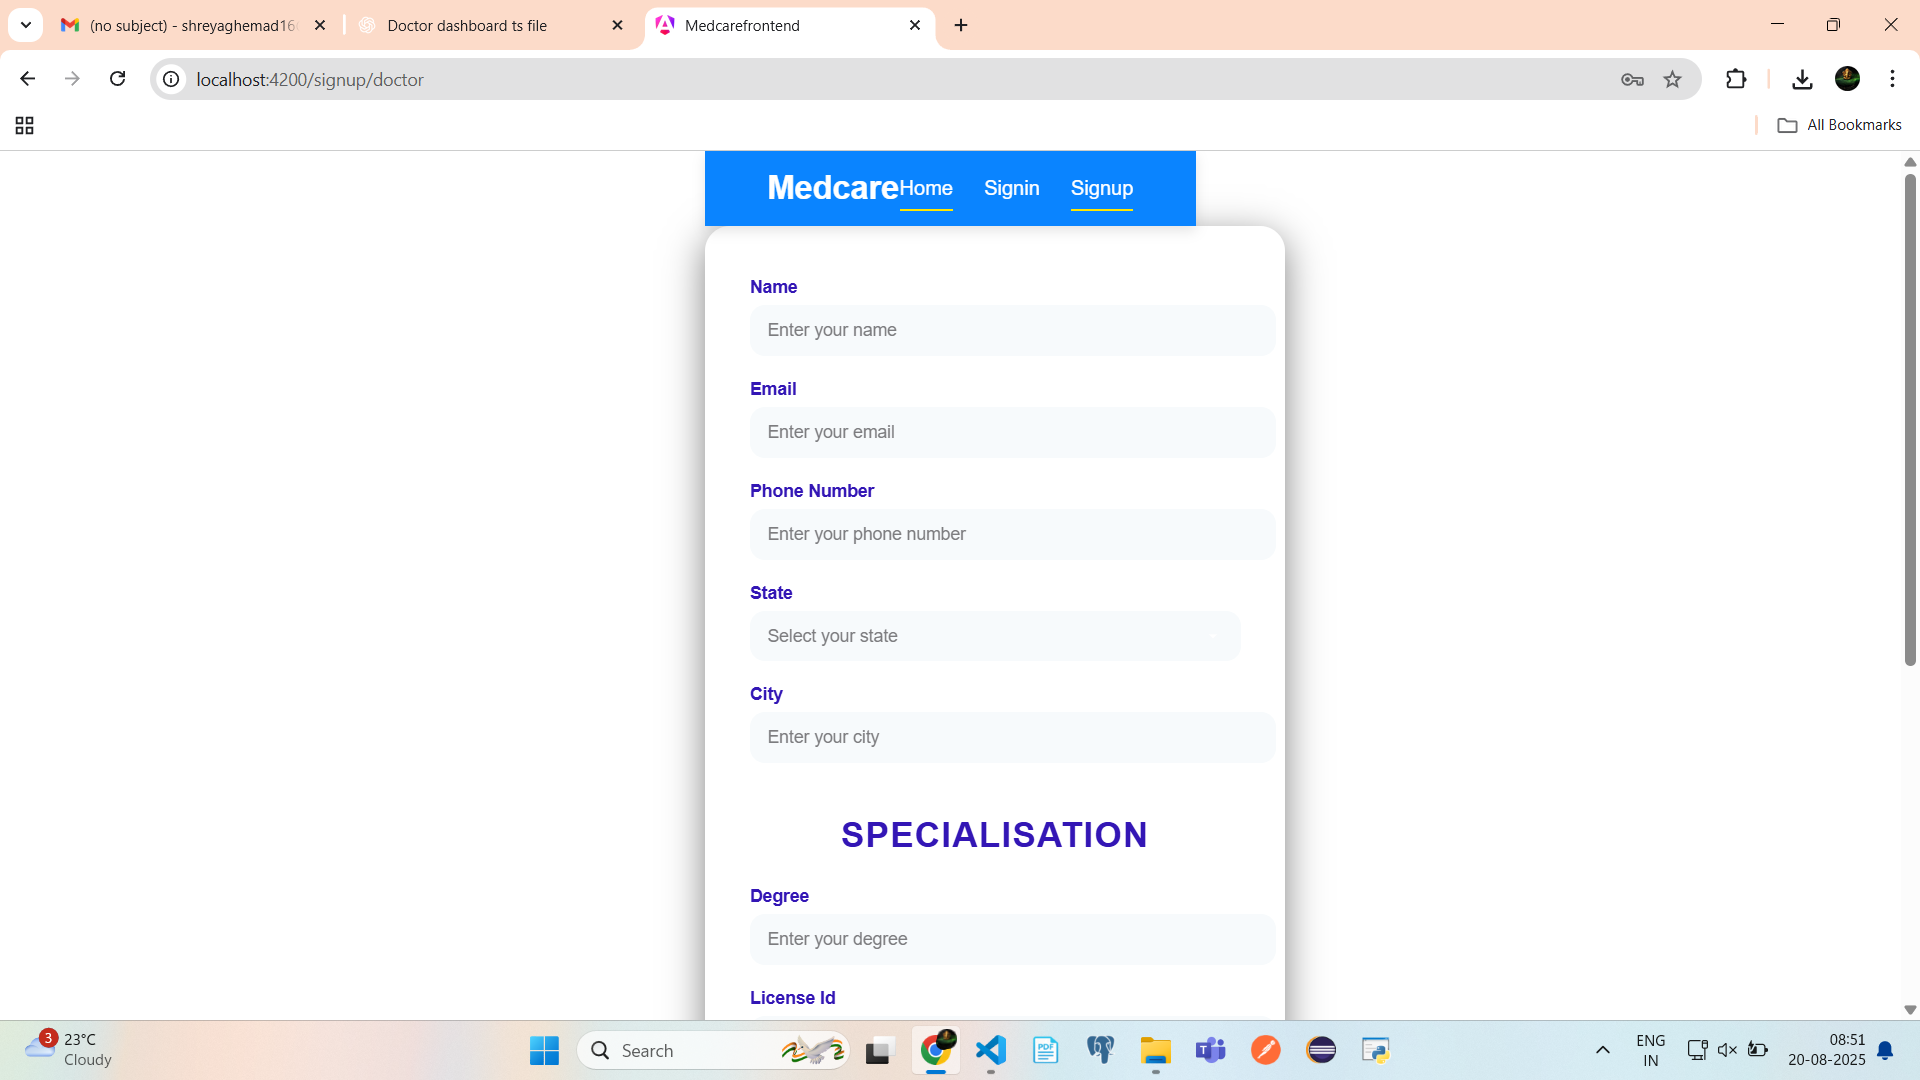 (no subject) - shreyaghemad16
Doctor dashboard ts file
Medcarefrontend
localhost:4200/signup/doctor
All Bookmarks
Medcare
Home
Signin
Signup
Name
Enter your name
Email
Enter your email
Phone Number
Enter your phone number
State
Select your state
City
Enter your city
SPECIALISATION
Degree
Enter your degree
License Id
3
23°C
Cloudy
Search
PDF
ENG
IN
08:51
20-08-2025